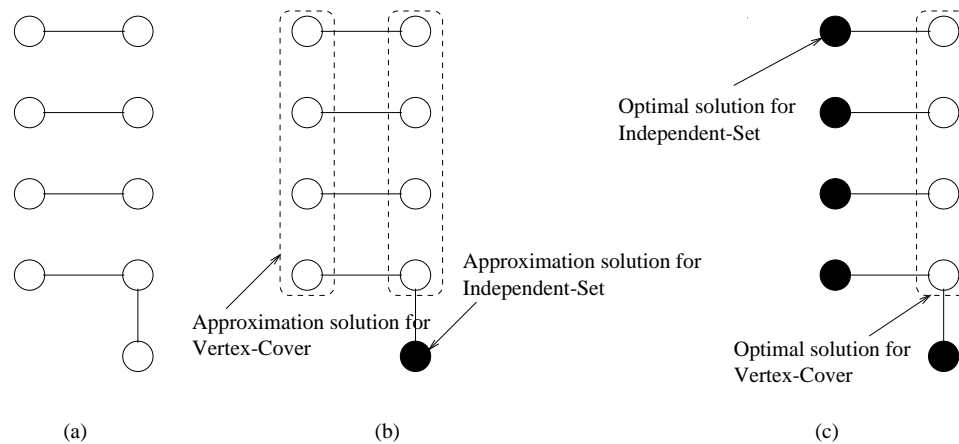 Optimal solution for
Independent-Set
Approximation solution for
Independent-Set
Approximation solution for
Vertex-Cover
Optimal solution for
Vertex-Cover
(a)
(b)
(c)